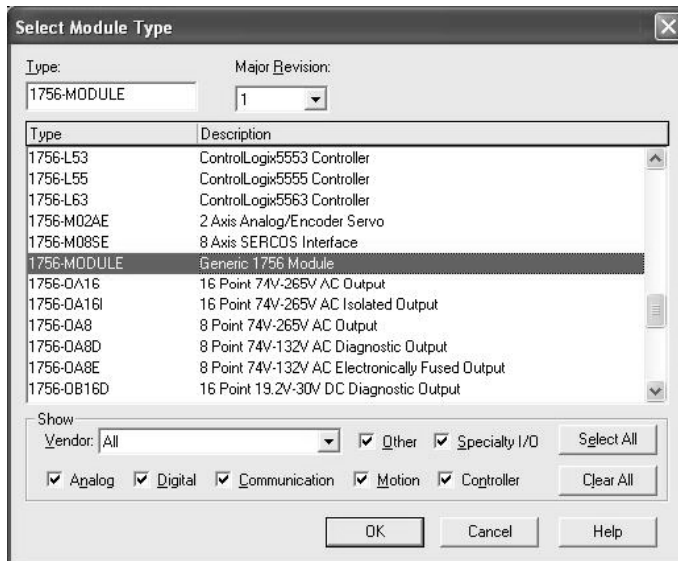 Select Module Type
Type: Major Revision:
1756-MODULE 1
Type Description
1756-L53 ControlLogix5553 Controller
1756-L55 ControlLogix5555 Controller
1756-L63 ControlLogix5563 Controller
1756-M02AE 2 Axis Analog/Encoder Servo
1756-M08SE 8 Axis SERCOS Interface
1756-MODULE Generic 1756 Module
1756-OA16 16 Point 74V-265V AC Output
1756-OA16I 16 Point 74V-265V AC Isolated Output
1756-OA8 8 Point 74V-265V AC Output
1756-OA8D 8 Point 74V-132V AC Diagnostic Output
1756-OA8E 8 Point 74V-132V AC Electronically Fused Output
1756-OB16D 16 Point 19.2V-30V DC Diagnostic Output
Show
Vendor: All Other Specialty I/O Select All
Analog Digital Communication Motion Controller Clear All
OK Cancel Help